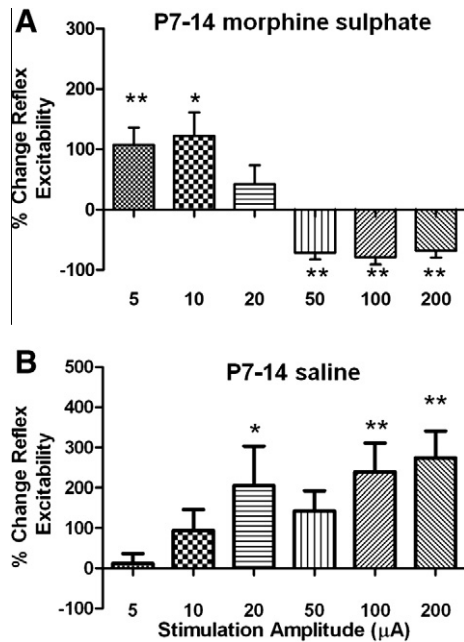 A
P7-14 morphine sulphate
% Change Reflex
Excitability
300
200
100
0
-100
**
*
**
**
**
5 10 20 50 100 200
B
P7-14 saline
% Change Reflex
Excitability
500
400
300
200
100
0
-100
*
**
**
5 10 20 50 100 200
Stimulation Amplitude (μA)